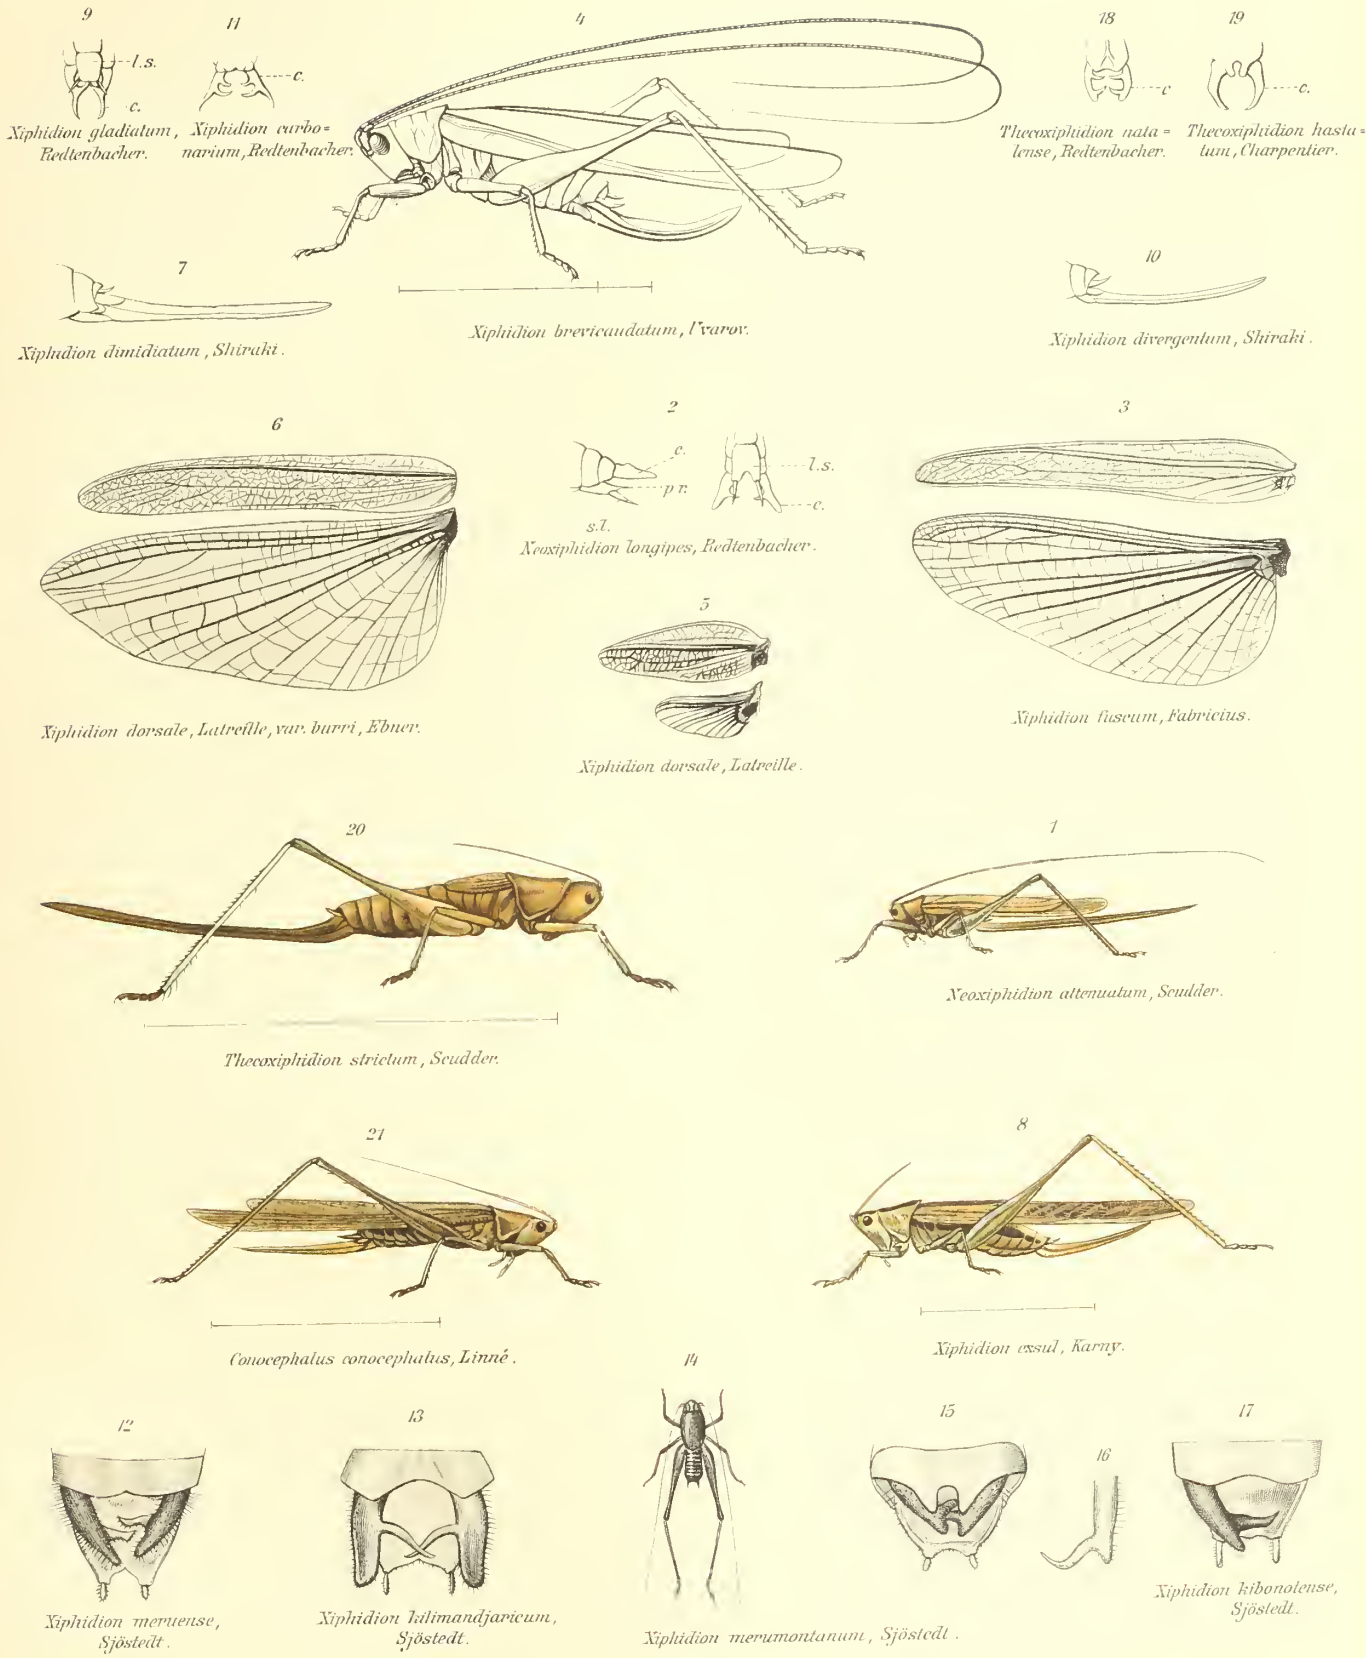 9
l.s.
c.
Xiphidion gladiatum,
Redtenbacher.
11
c.
Xiphidion carbo=
narium, Redtenbacher.
4
Xiphidion brevicaudatum, Uvarov.
18
c
Thecoxiphidion nata=
lense, Redtenbacher.
19
c.
Thecoxiphidion hasta=
tum, Charpentier.
7
Xiphidion dimidiatum, Shiraki.
10
Xiphidion divergentum, Shiraki.
6
Xiphidion dorsale, Latreille, var. burri, Ebner.
2
c.
pr.
s.l.
l.s.
c.
Neoxiphidion longipes, Redtenbacher.
3
Xiphidion fuscum, Fabricius.
5
Xiphidion dorsale, Latreille.
20
Thecoxiphidion strictum, Scudder.
1
Neoxiphidion attenuatum, Scudder.
21
Conocephalus conocephalus, Linné.
8
Xiphidion exsul, Karny.
12
Xiphidion meruense,
Sjöstedt.
13
Xiphidion kilimandjaricum,
Sjöstedt.
14
15
16
Xiphidion merumontanum, Sjöstedt.
17
Xiphidion kibonotense,
Sjöstedt.